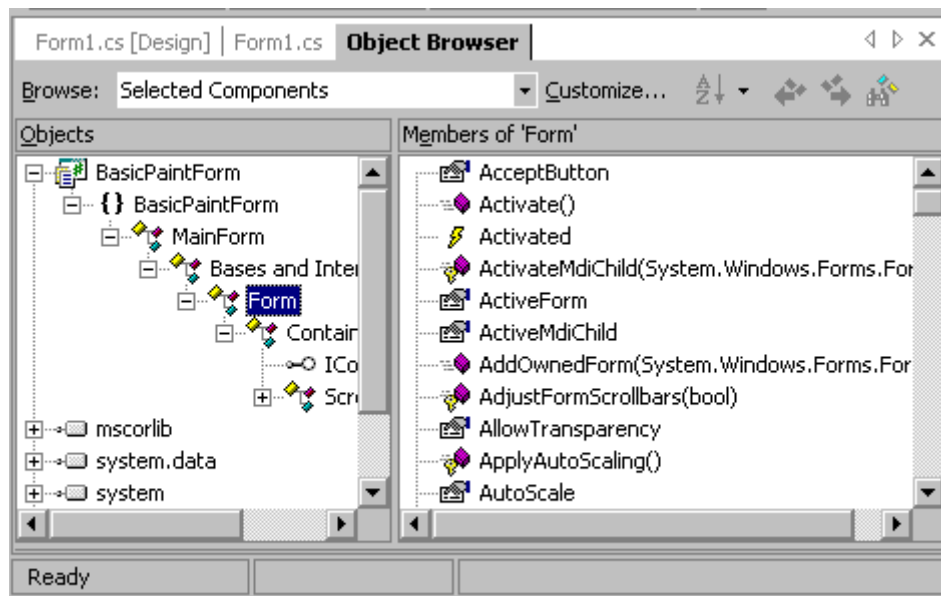 Form1.cs [Design] Form1.cs Object Browser
Browse: Selected Components Customize...
Objects
BasicPaintForm
{} BasicPaintForm
MainForm
Bases and Inter
Form
Contain
ICo
Scr
mscorlib
system.data
system
Members of 'Form'
AcceptButton
Activate()
Activated
ActivateMdiChild(System.Windows.Forms.For
ActiveForm
ActiveMdiChild
AddOwnedForm(System.Windows.Forms.For
AdjustFormScrollbars(bool)
AllowTransparency
ApplyAutoScaling()
AutoScale
Ready